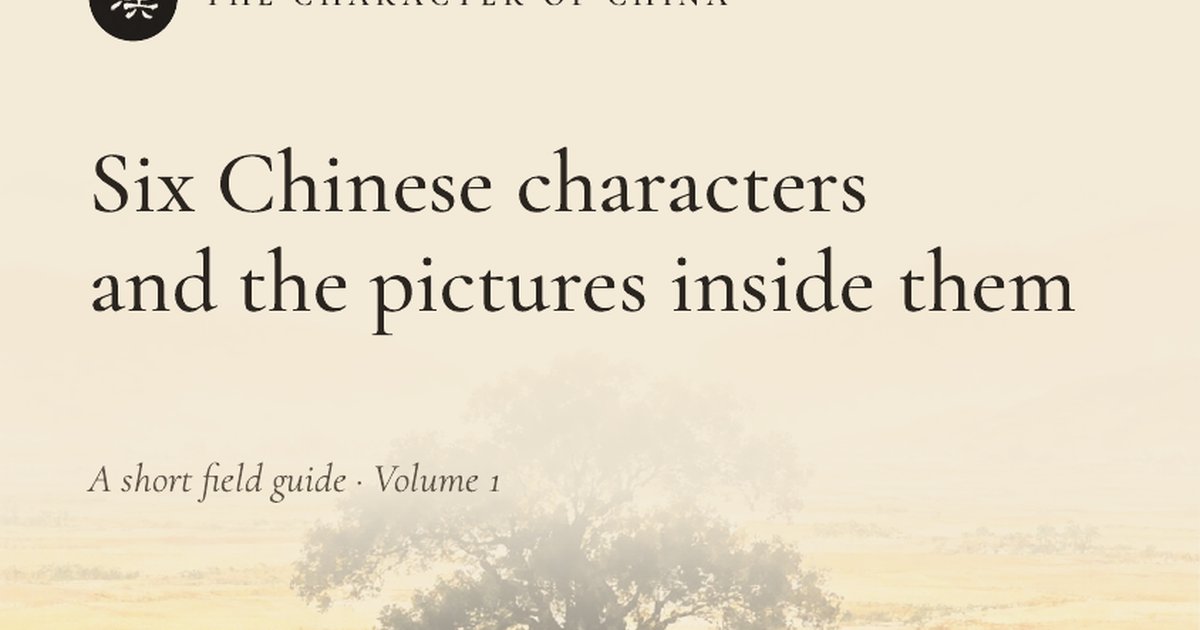 THE CHARACTER OF CHINA
Six Chinese characters
and the pictures inside them
A short field guide · Volume 1